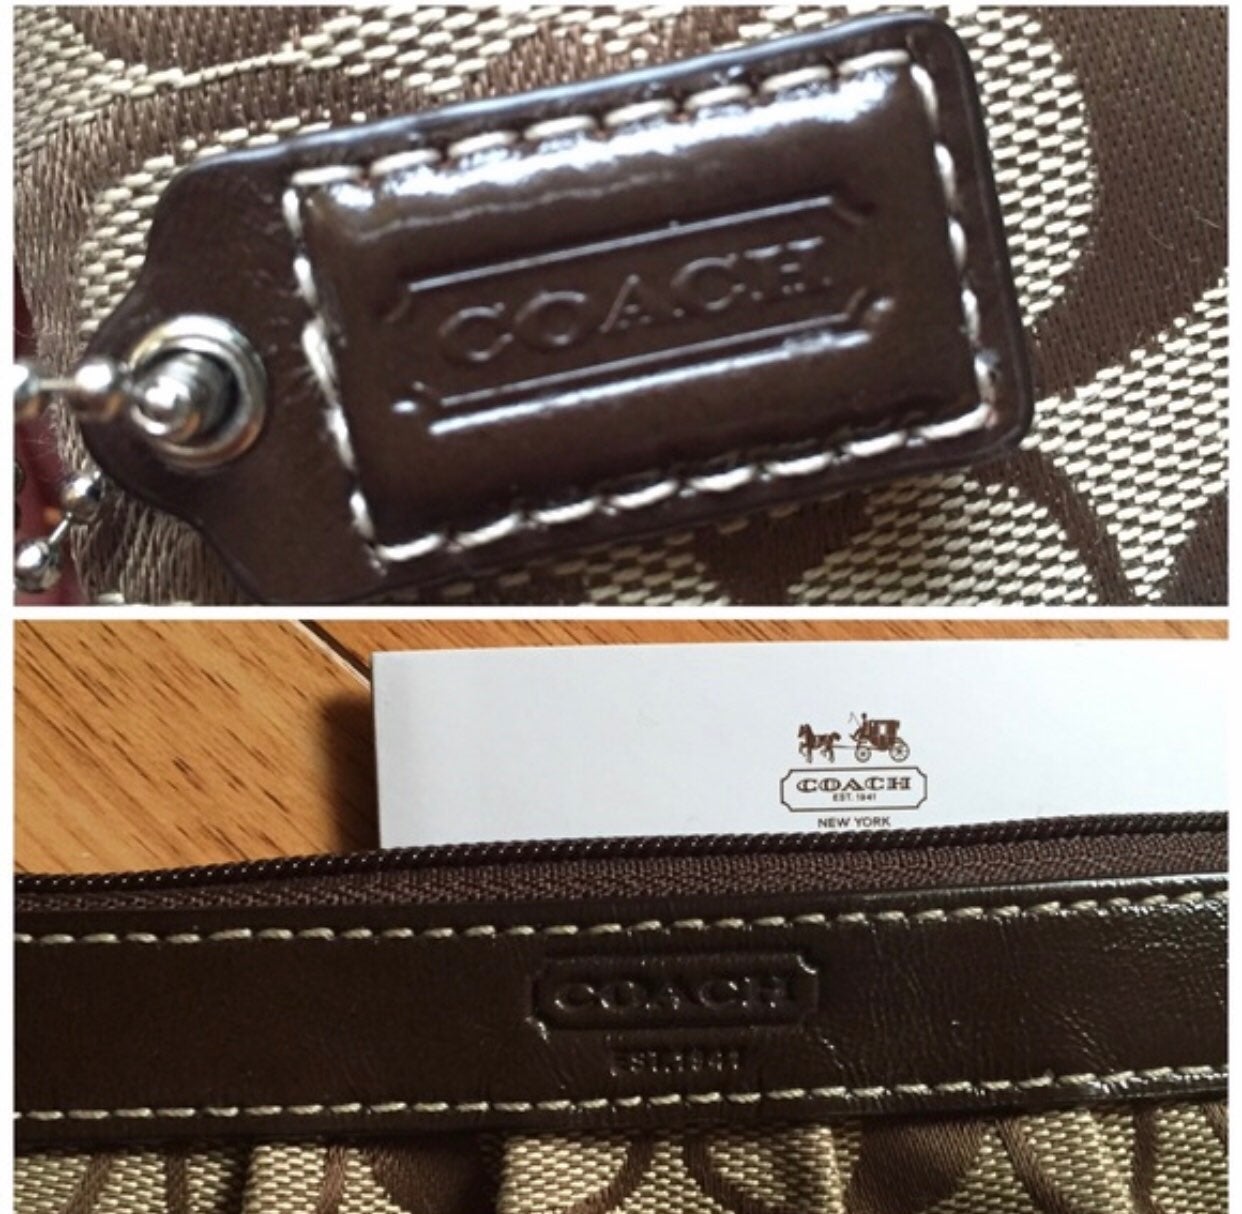 COACH
COACH
EST. 1941
NEW YORK
COACH
EST. 1941